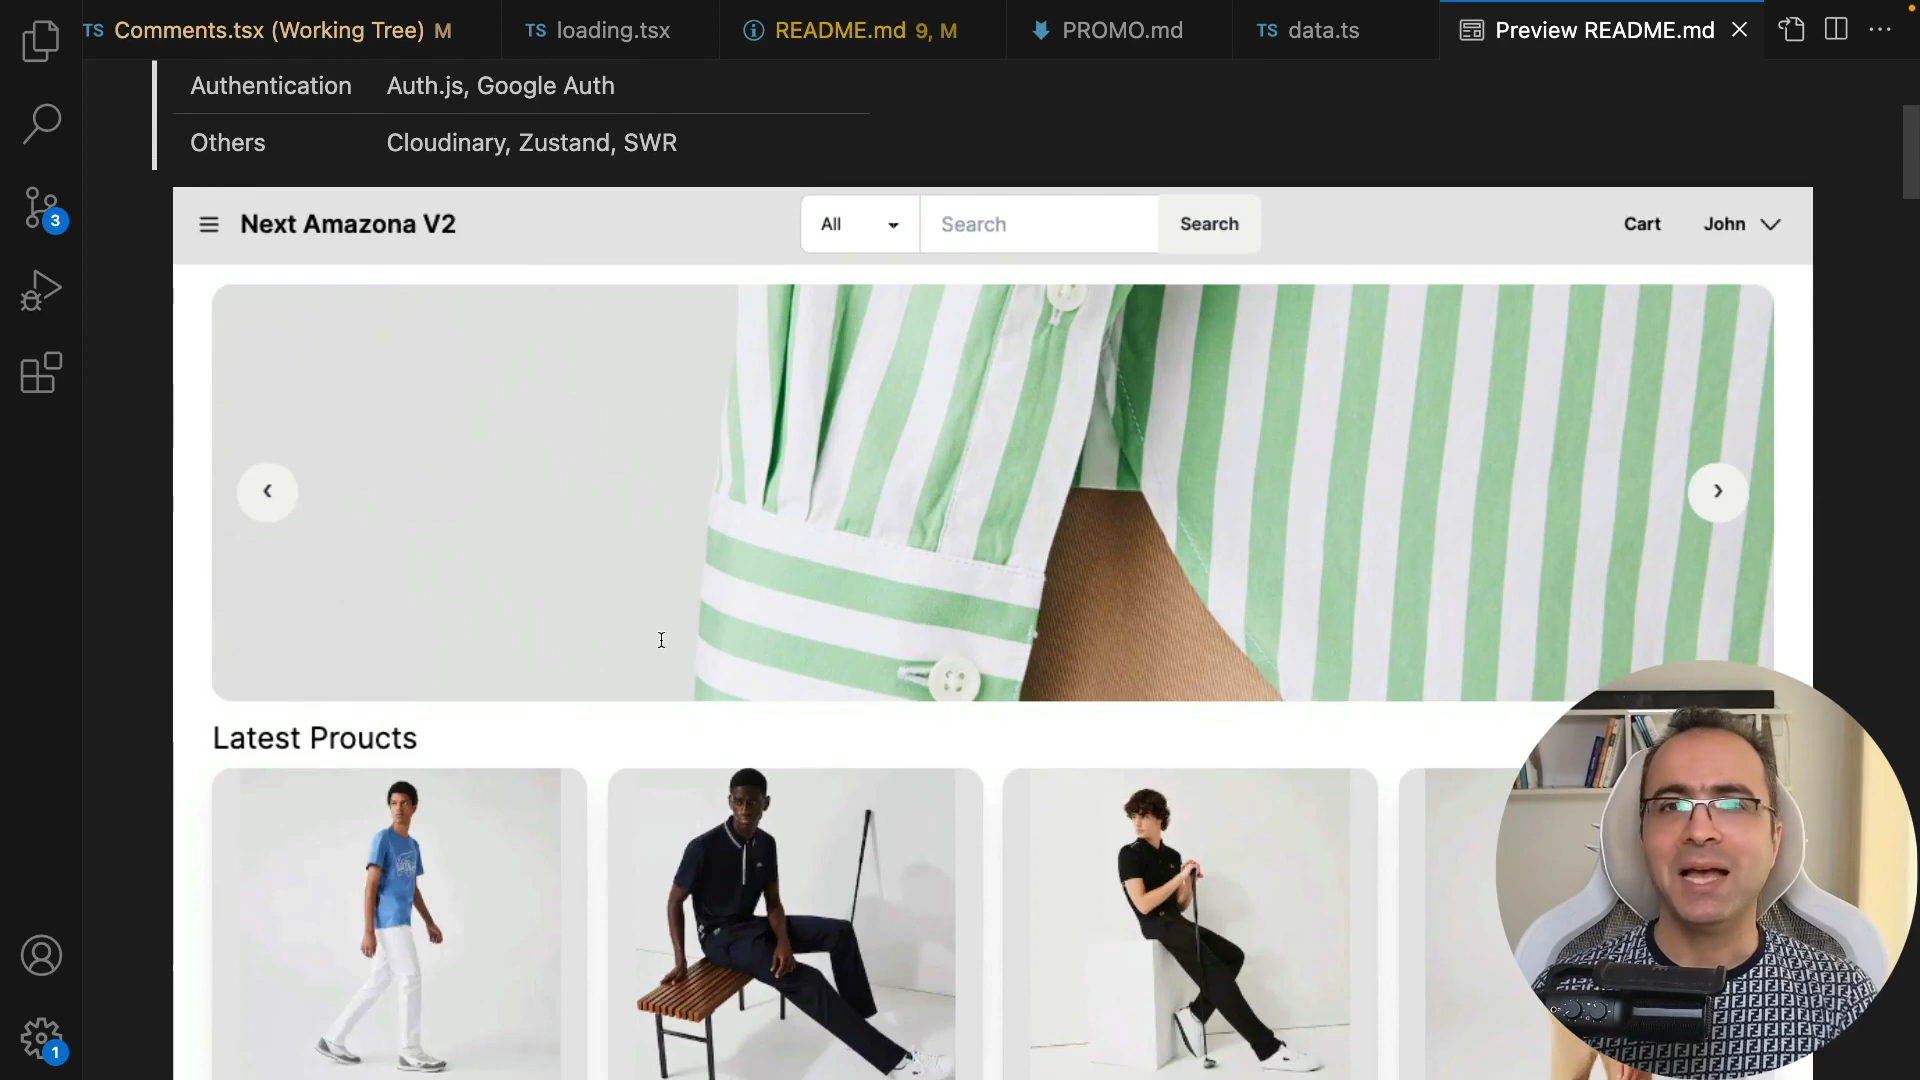 TS Comments.tsx (Working Tree) M
TS loading.tsx
README.md 9, M
PROMO.md
TS data.ts
Preview README.md
Authentication Auth.js, Google Auth
Others Cloudinary, Zustand, SWR
3
Next Amazona V2
All
Search
Search
Cart
John
Latest Proucts
1